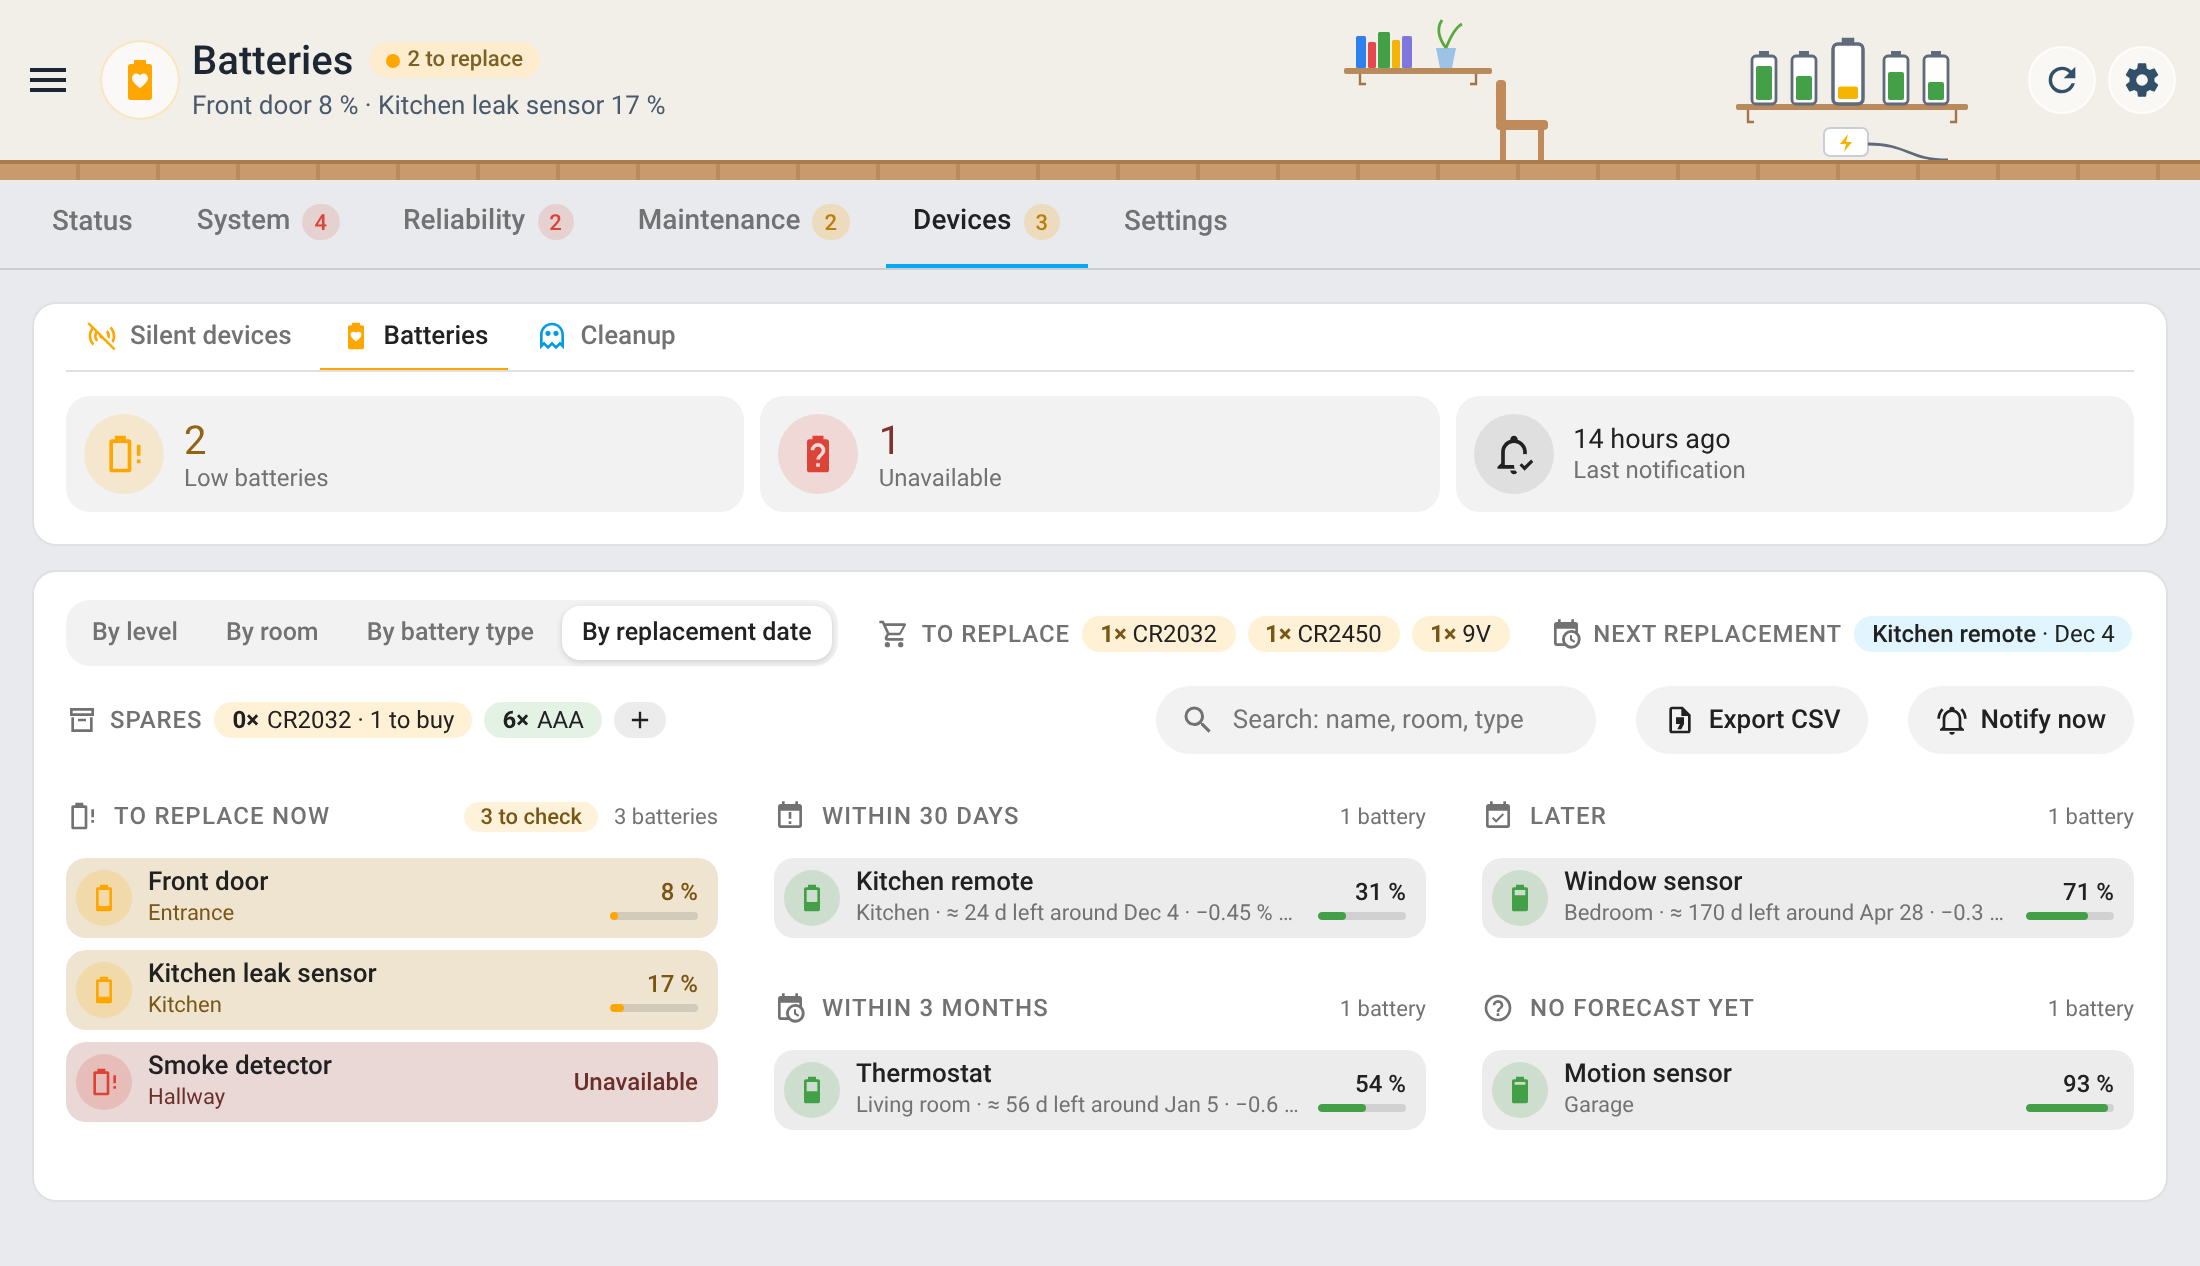 Batteries
2 to replace
Front door 8 % · Kitchen leak sensor 17 %
Status
System 4
Reliability 2
Maintenance 2
Devices 3
Settings
Silent devices
Batteries
Cleanup
2
Low batteries
1
Unavailable
14 hours ago
Last notification
By level
By room
By battery type
By replacement date
TO REPLACE
1× CR2032
1× CR2450
1× 9V
NEXT REPLACEMENT
Kitchen remote · Dec 4
SPARES
0× CR2032 · 1 to buy
6× AAA
+
Search: name, room, type
Export CSV
Notify now
TO REPLACE NOW
3 to check
3 batteries
Front door
Entrance
8 %
Kitchen leak sensor
Kitchen
17 %
Smoke detector
Hallway
Unavailable
WITHIN 30 DAYS
1 battery
Kitchen remote
Kitchen · ≈ 24 d left around Dec 4 · −0.45 % ...
31 %
WITHIN 3 MONTHS
1 battery
Thermostat
Living room · ≈ 56 d left around Jan 5 · −0.6 ...
54 %
LATER
1 battery
Window sensor
Bedroom · ≈ 170 d left around Apr 28 · −0.3 ...
71 %
NO FORECAST YET
1 battery
Motion sensor
Garage
93 %